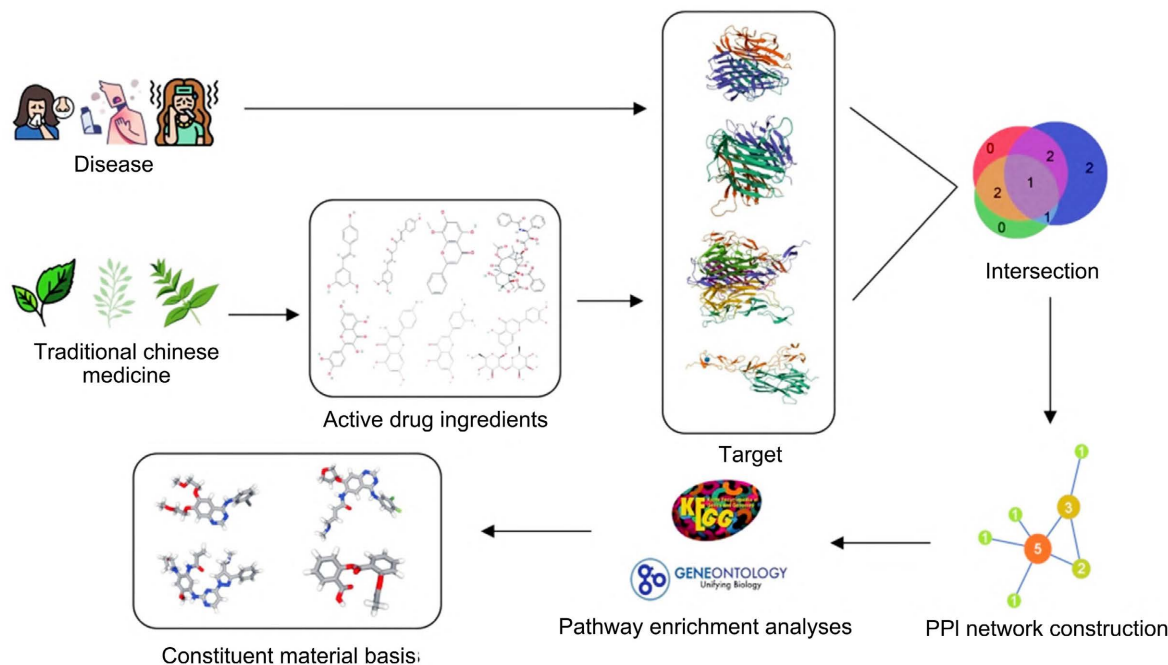 Disease
Traditional chinese
medicine
Active drug ingredients
Target
0
2
2
1
2
1
0
Intersection
1
3
1
1
5
2
1
PPI network construction
KEGG
GENEONTOLOGY
Unifying Biology
Pathway enrichment analyses
Constituent material basis